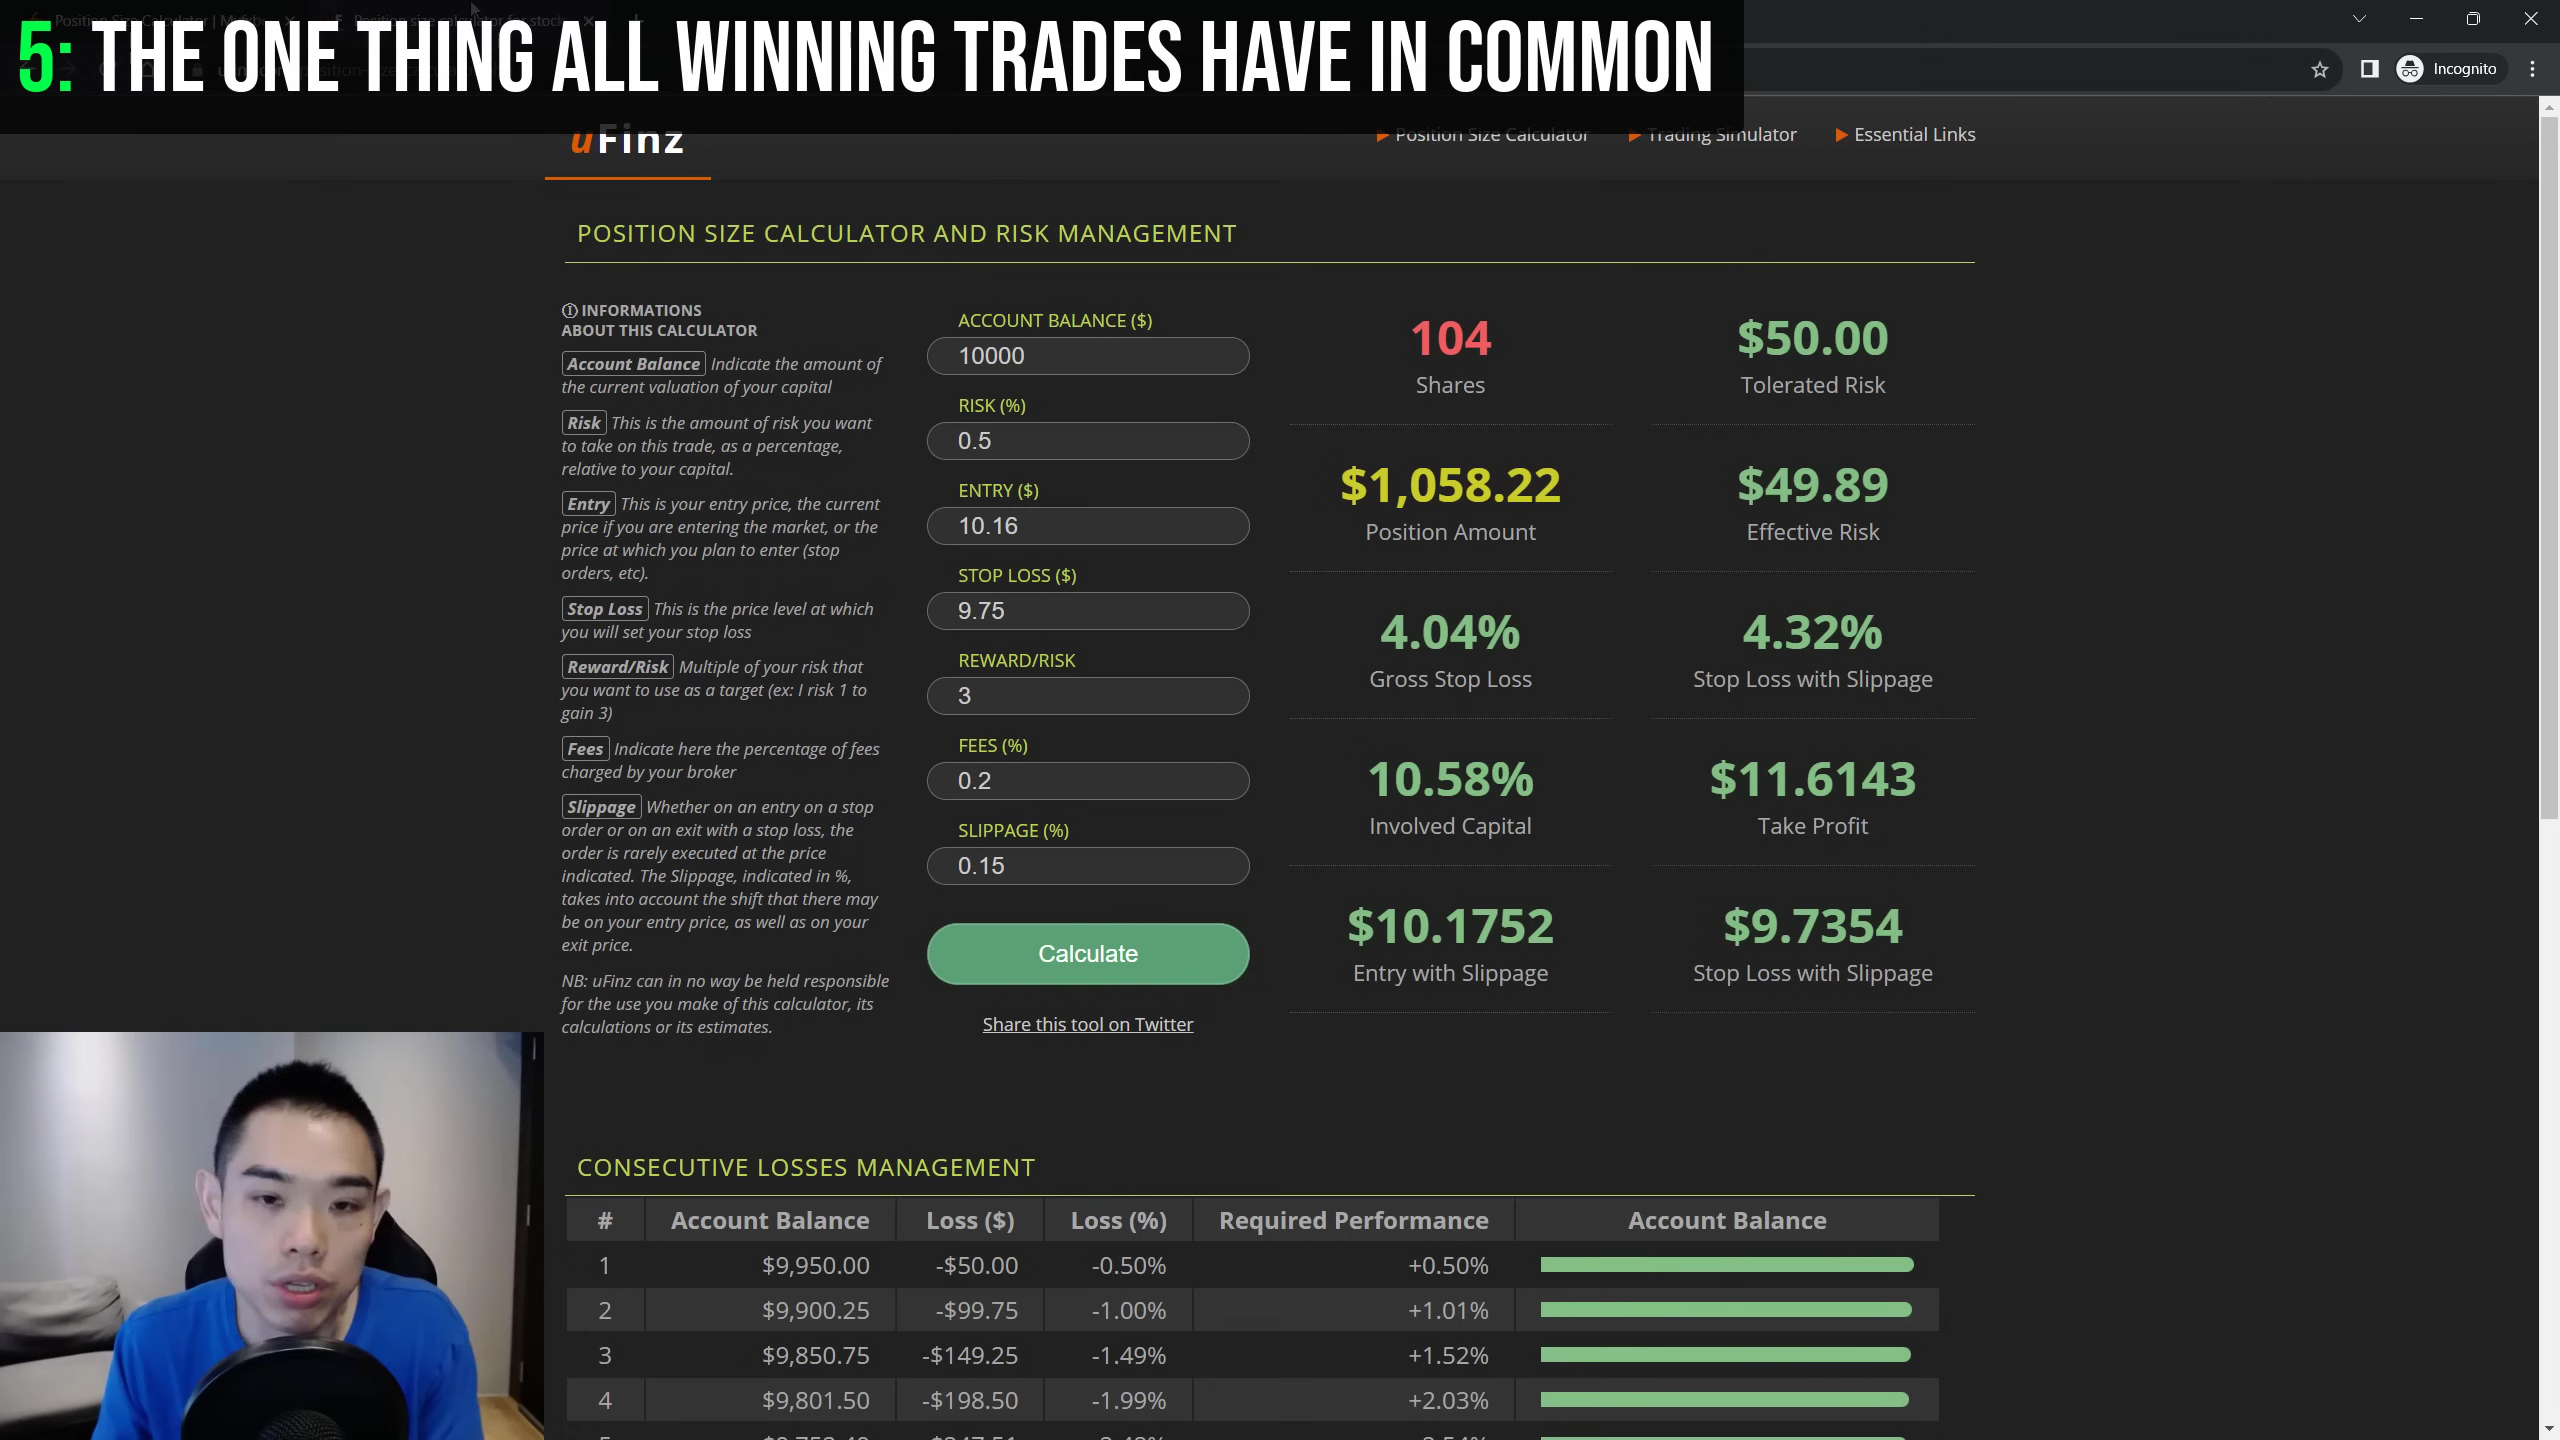 5: THE ONE THING ALL WINNING TRADES HAVE IN COMMON
Incognito
uFinz
Position Size Calculator
Trading Simulator
Essential Links
POSITION SIZE CALCULATOR AND RISK MANAGEMENT
INFORMATIONS
ABOUT THIS CALCULATOR
Account Balance Indicate the amount of
the current valuation of your capital
Risk This is the amount of risk you want
to take on this trade, as a percentage,
relative to your capital.
Entry This is your entry price, the current
price if you are entering the market, or the
price at which you plan to enter (stop
orders, etc).
Stop Loss This is the price level at which
you will set your stop loss
Reward/Risk Multiple of your risk that
you want to use as a target (ex: I risk 1 to
gain 3)
Fees Indicate here the percentage of fees
charged by your broker
Slippage Whether on an entry on a stop
order or on an exit with a stop loss, the
order is rarely executed at the price
indicated. The Slippage, indicated in %,
takes into account the shift that there may
be on your entry price, as well as on your
exit price.
NB: uFinz can in no way be held responsible
for the use you make of this calculator, its
calculations or its estimates.
ACCOUNT BALANCE ($)
10000
RISK (%)
0.5
ENTRY ($)
10.16
STOP LOSS ($)
9.75
REWARD/RISK
3
FEES (%)
0.2
SLIPPAGE (%)
0.15
Calculate
Share this tool on Twitter
104
Shares
$50.00
Tolerated Risk
$1,058.22
Position Amount
$49.89
Effective Risk
4.04%
Gross Stop Loss
4.32%
Stop Loss with Slippage
10.58%
Involved Capital
$11.6143
Take Profit
$10.1752
Entry with Slippage
$9.7354
Stop Loss with Slippage
CONSECUTIVE LOSSES MANAGEMENT
# Account Balance Loss ($) Loss (%) Required Performance Account Balance
1 $9,950.00 -$50.00 -0.50% +0.50%
2 $9,900.25 -$99.75 -1.00% +1.01%
3 $9,850.75 -$149.25 -1.49% +1.52%
4 $9,801.50 -$198.50 -1.99% +2.03%